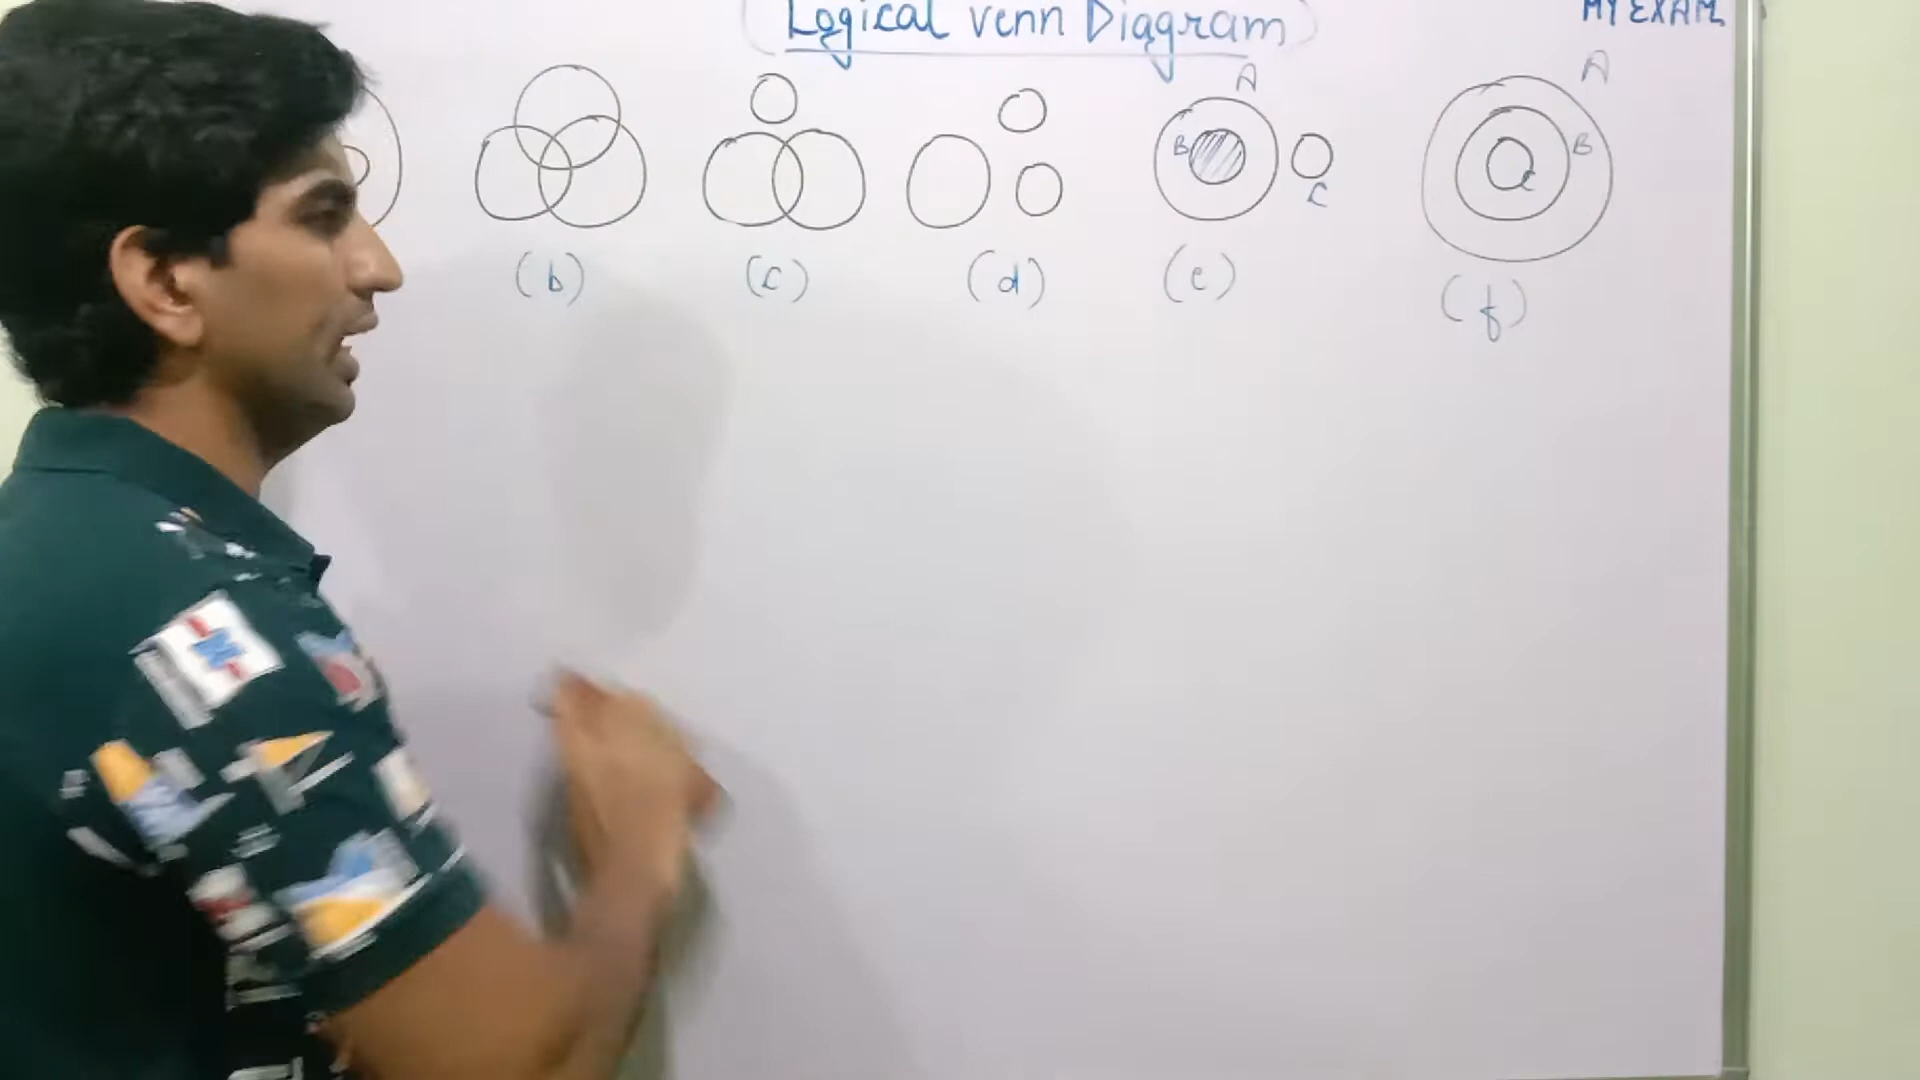 Logical Venn Diagram
MY EXAM
A
B
C
A
B
C
(b)
(c)
(d)
(e)
(f)